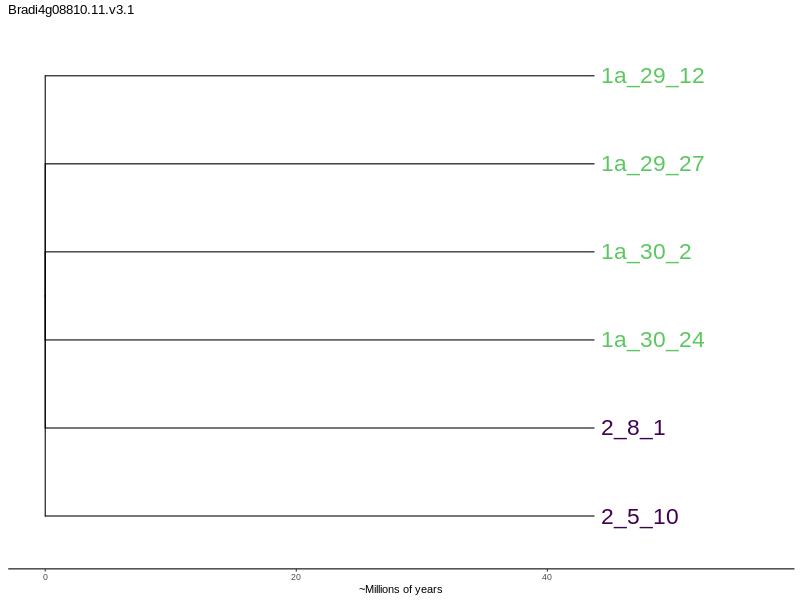 Bradi4g08810.11.v3.1
1a_29_12
1a_29_27
1a_30_2
1a_30_24
2_8_1
2_5_10
0 20 40
~Millions of years